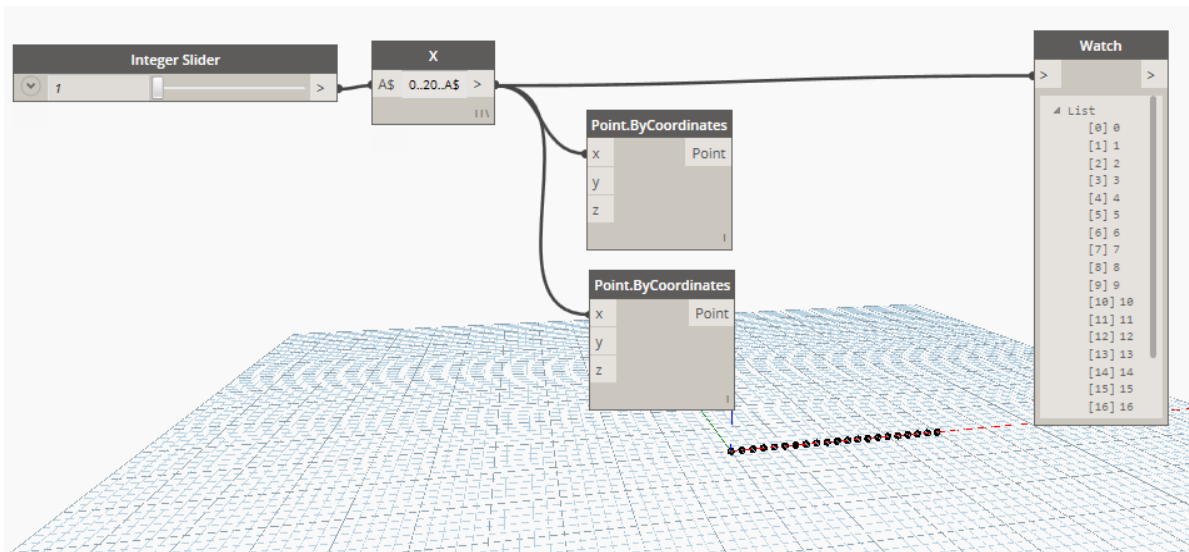 Integer Slider
1
>
X
A$ 0..20..A$ >
Point.ByCoordinates
x Point
y
z
Point.ByCoordinates
x Point
y
z
Watch
> >
List
[0] 0
[1] 1
[2] 2
[3] 3
[4] 4
[5] 5
[6] 6
[7] 7
[8] 8
[9] 9
[10] 10
[11] 11
[12] 12
[13] 13
[14] 14
[15] 15
[16] 16